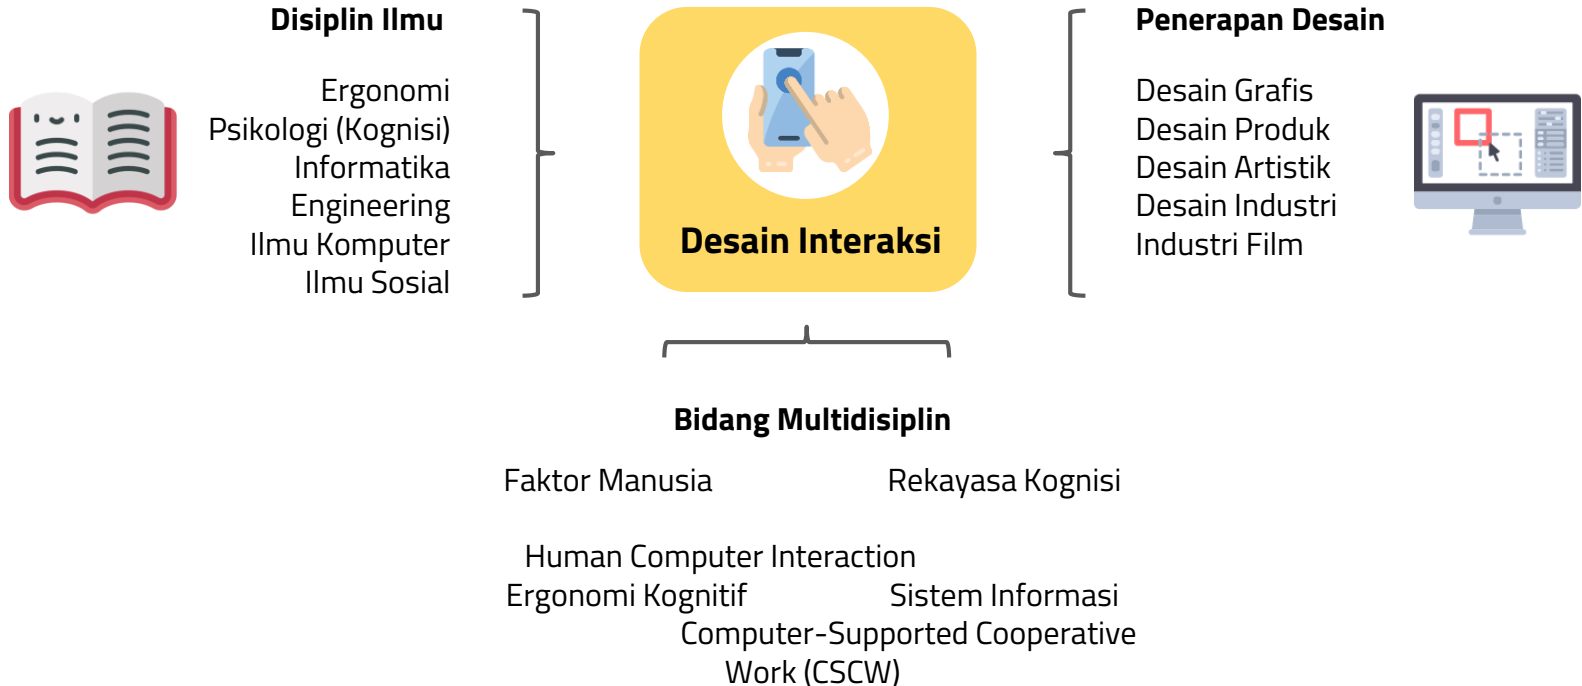 Disiplin Ilmu
Ergonomi
Psikologi (Kognisi)
Informatika
Engineering
Ilmu Komputer
Ilmu Sosial
Desain Interaksi
Penerapan Desain
Desain Grafis
Desain Produk
Desain Artistik
Desain Industri
Industri Film
Bidang Multidisiplin
Faktor Manusia Rekayasa Kognisi
Human Computer Interaction
Ergonomi Kognitif Sistem Informasi
Computer-Supported Cooperative
Work (CSCW)